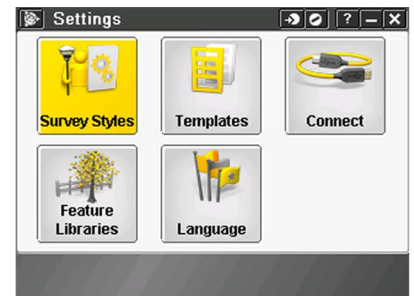 Settings
?
Survey Styles
Templates
Connect
Feature
Libraries
Language